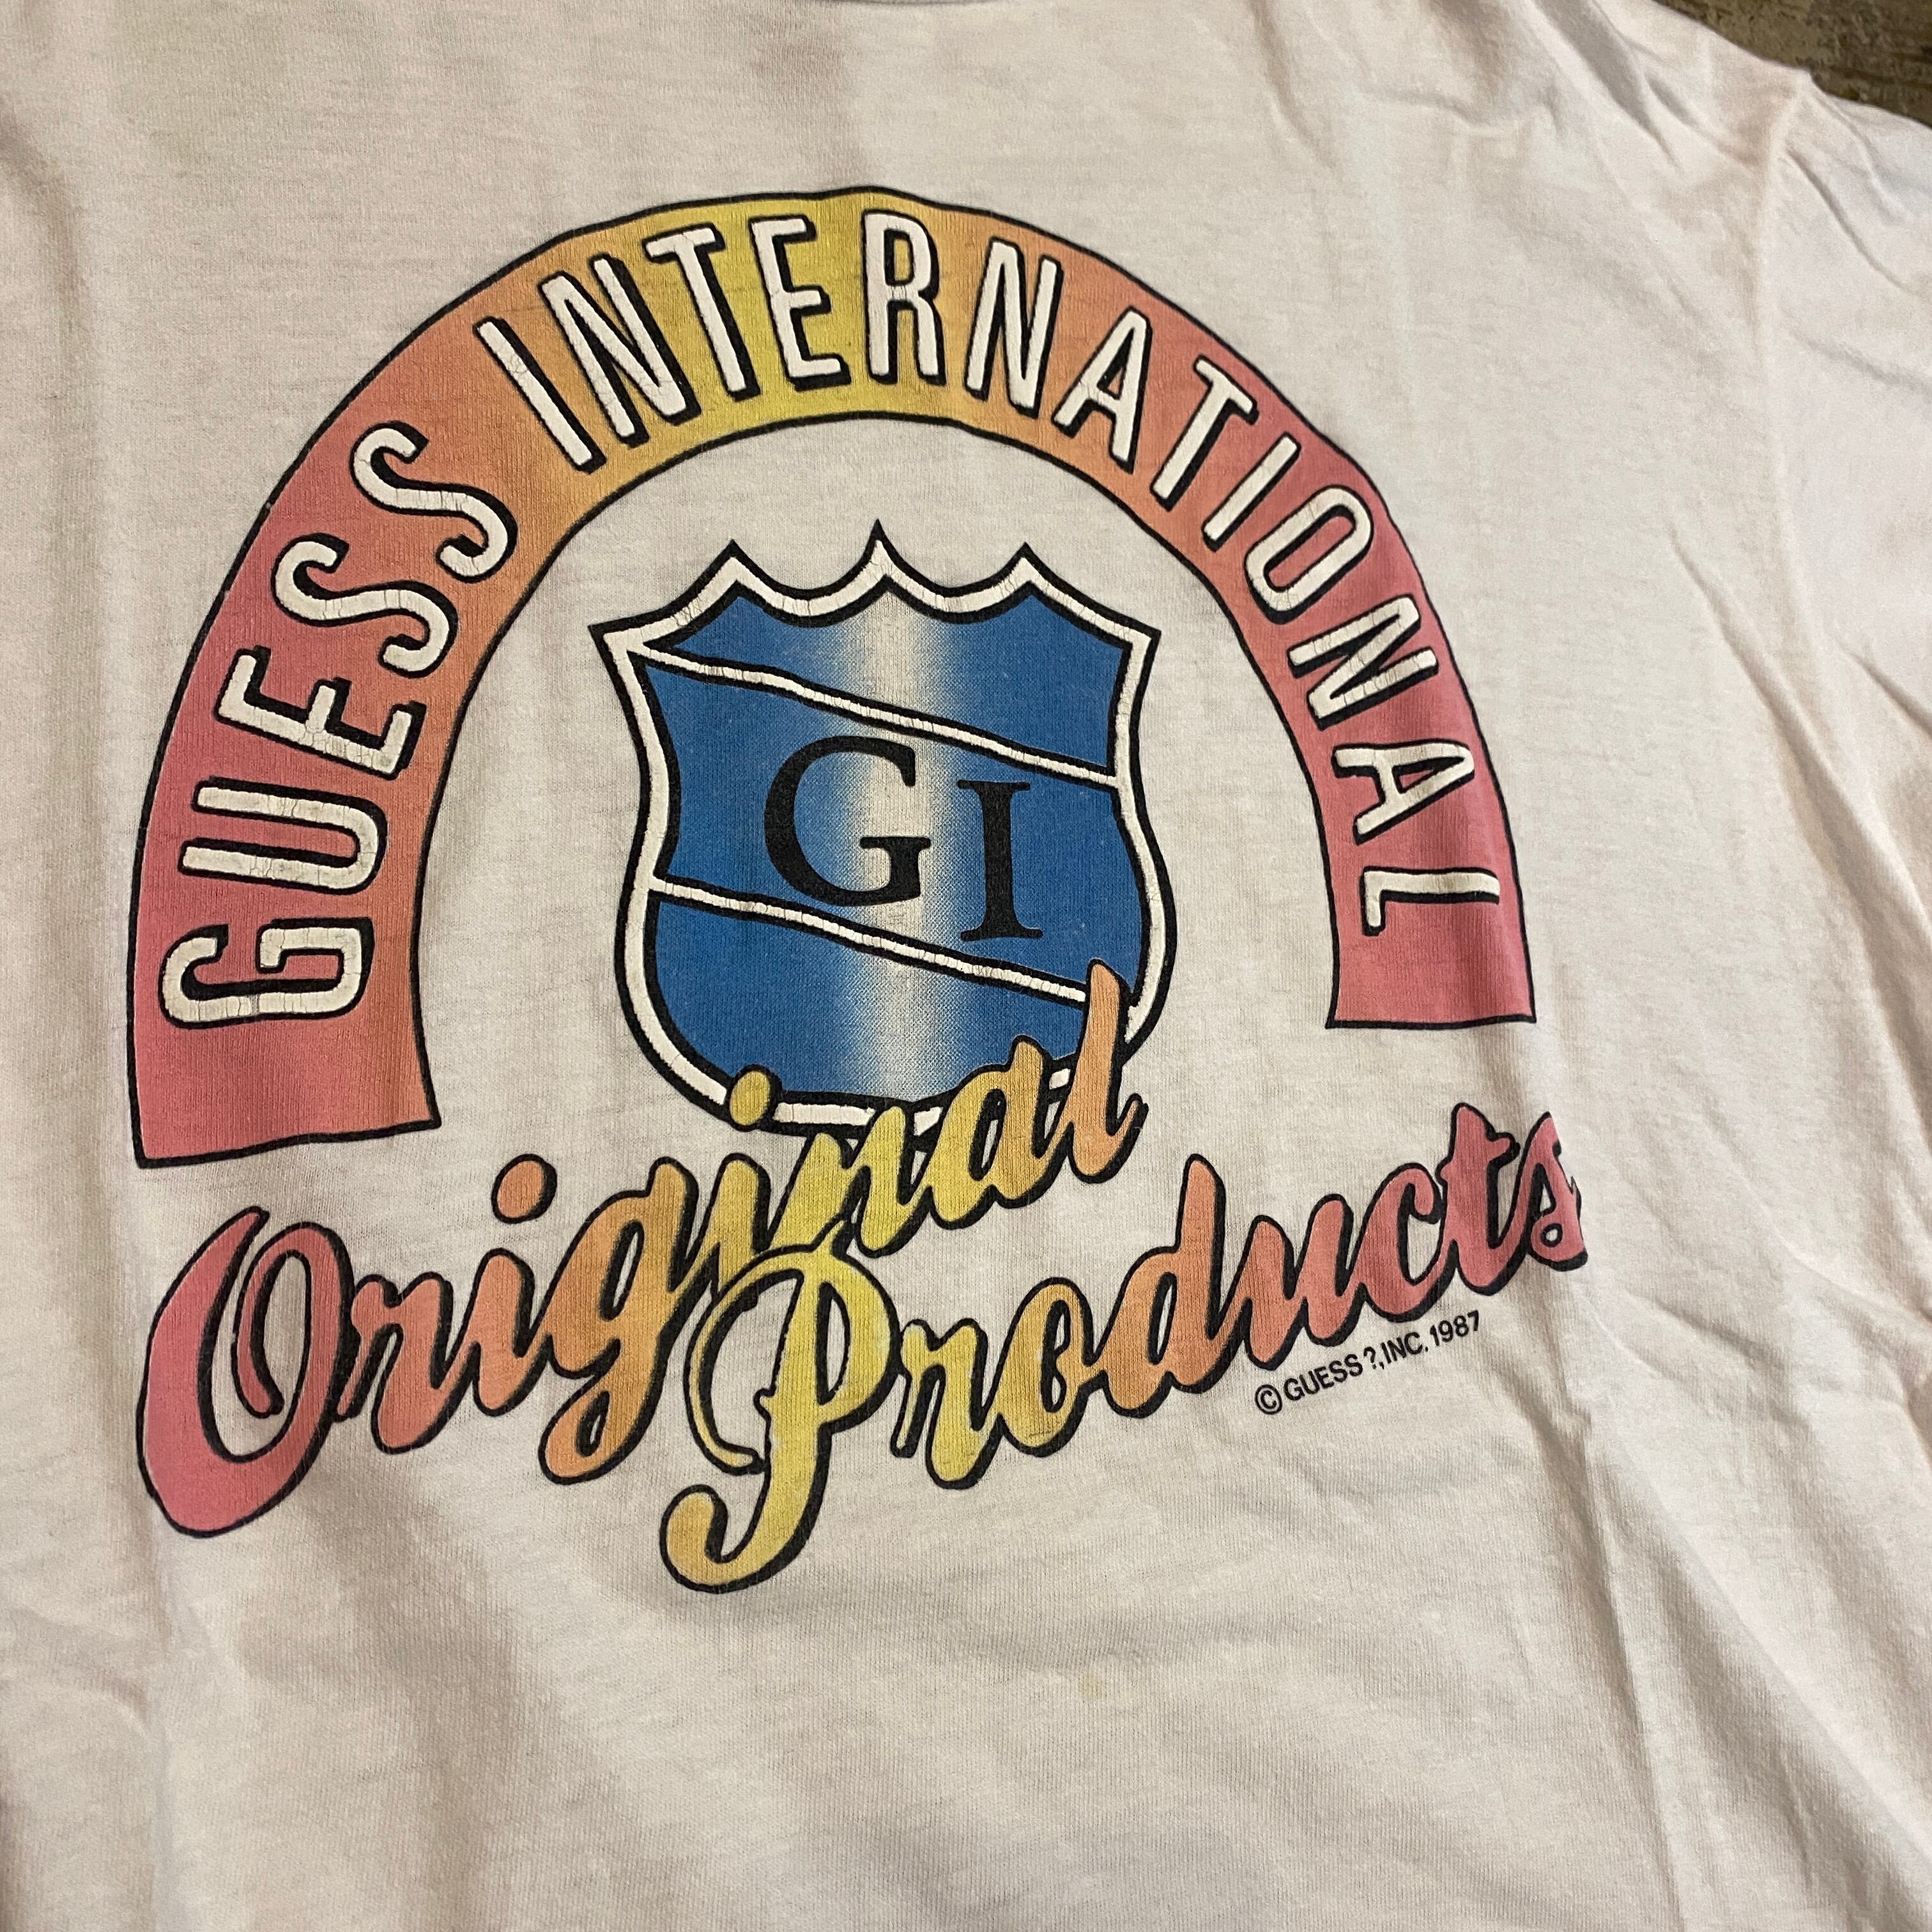 GUESS INTERNATIONAL
GI
Original
Products
© GUESS ?, INC. 1987